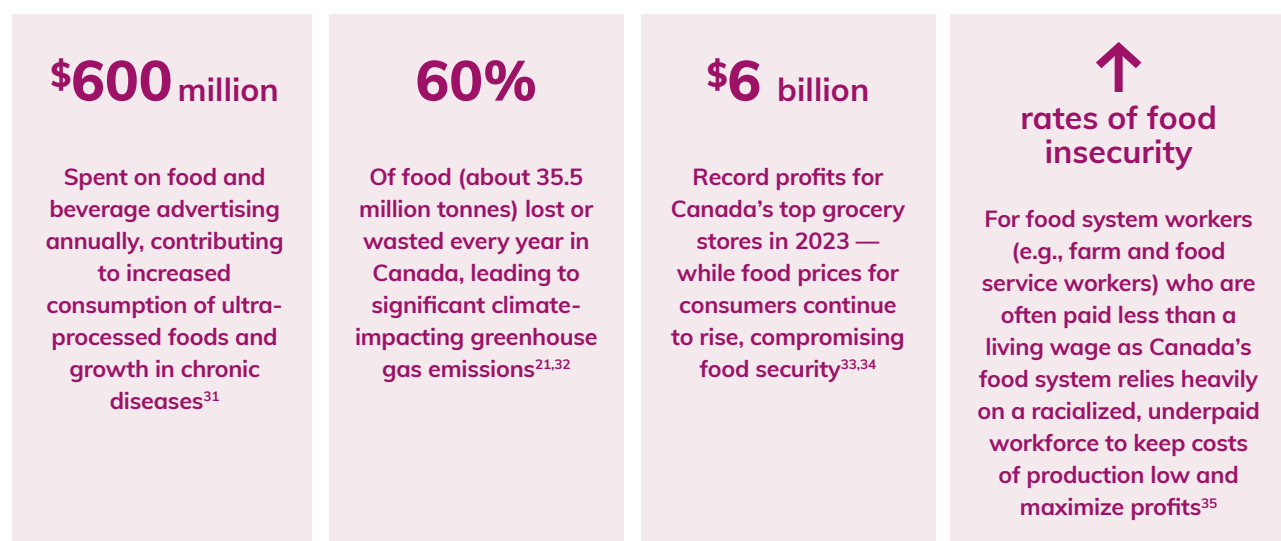 $600 million
Spent on food and
beverage advertising
annually, contributing
to increased
consumption of ultra-
processed foods and
growth in chronic
diseases31
60%
Of food (about 35.5
million tonnes) lost or
wasted every year in
Canada, leading to
significant climate-
impacting greenhouse
gas emissions21,32
$6 billion
Record profits for
Canada’s top grocery
stores in 2023 —
while food prices for
consumers continue
to rise, compromising
food security33,34
↑
rates of food
insecurity
For food system workers
(e.g., farm and food
service workers) who are
often paid less than a
living wage as Canada’s
food system relies heavily
on a racialized, underpaid
workforce to keep costs
of production low and
maximize profits35